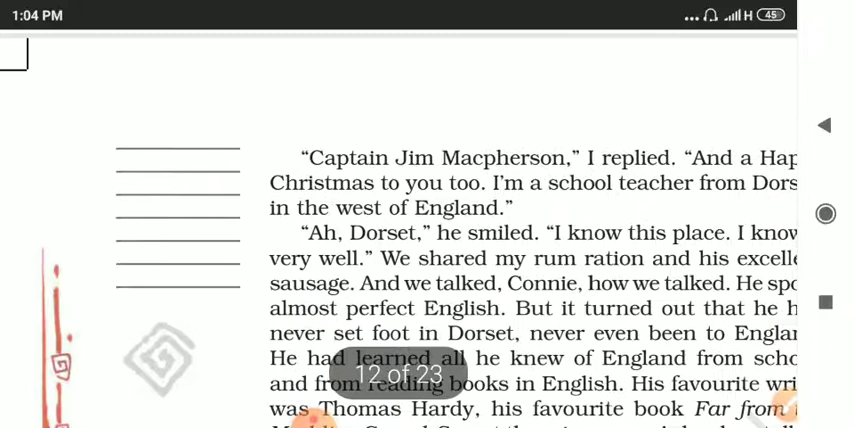 1:04 PM
H 45
“Captain Jim Macpherson,” I replied. “And a Hap
Christmas to you too. I’m a school teacher from Dors
in the west of England.”
“Ah, Dorset,” he smiled. “I know this place. I know
very well.” We shared my rum ration and his excelle
sausage. And we talked, Connie, how we talked. He spo
almost perfect English. But it turned out that he h
never set foot in Dorset, never even been to Englan
He had learned all he knew of England from scho
and from reading books in English. His favourite wri
12 of 23
was Thomas Hardy, his favourite book Far from